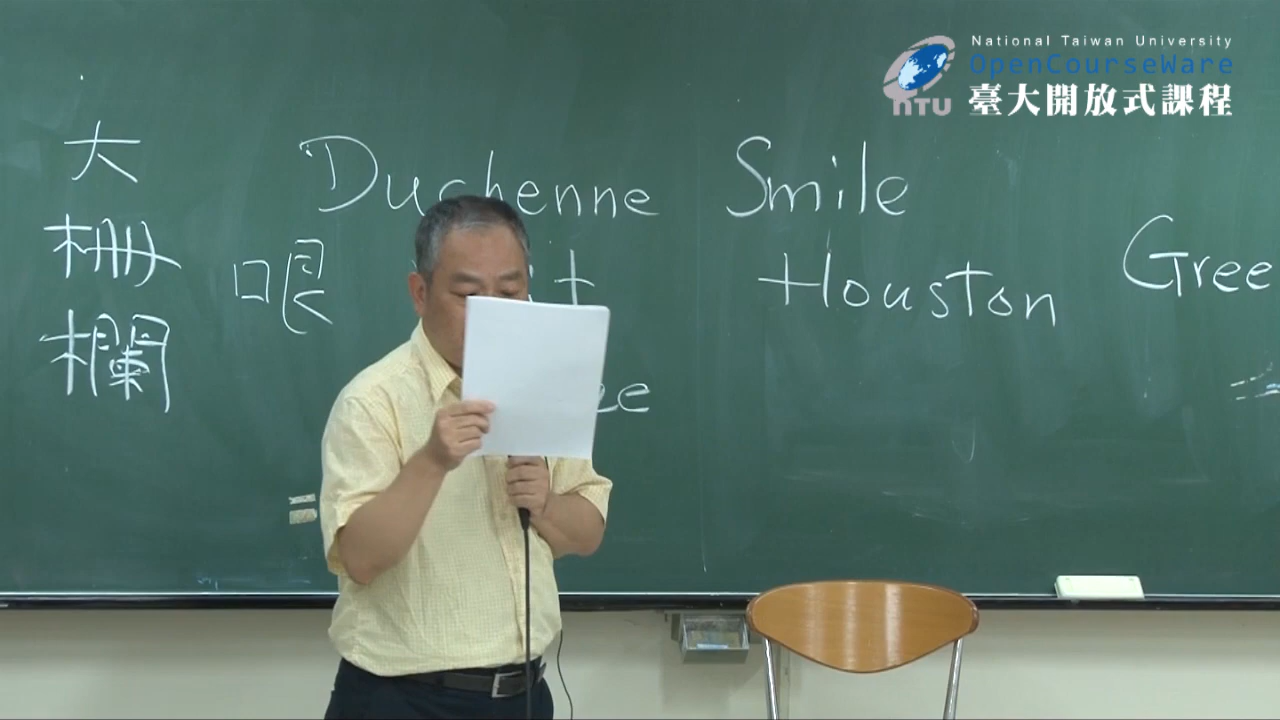 National Taiwan University
OpenCourseWare
臺大開放式課程
NTU
大
柵
欄
哏
Duchenne Smile
Houston
Gree